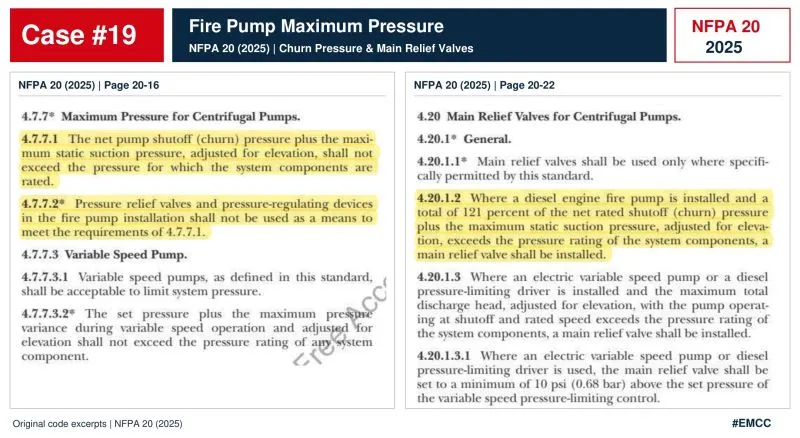 Case #19
Fire Pump Maximum Pressure
NFPA 20 (2025) | Churn Pressure & Main Relief Valves
NFPA 20
2025
NFPA 20 (2025) | Page 20-16
4.7.7* Maximum Pressure for Centrifugal Pumps.
4.7.7.1 The net pump shutoff (churn) pressure plus the maxi-
mum static suction pressure, adjusted for elevation, shall not
exceed the pressure for which the system components are
rated.
4.7.7.2* Pressure relief valves and pressure-regulating devices
in the fire pump installation shall not be used as a means to
meet the requirements of 4.7.7.1.
4.7.7.3 Variable Speed Pump.
4.7.7.3.1 Variable speed pumps, as defined in this standard,
shall be acceptable to limit system pressure.
4.7.7.3.2* The set pressure plus the maximum pressure
variance during variable speed operation and adjusted for
elevation shall not exceed the pressure rating of any system
component.
Free Acc
NFPA 20 (2025) | Page 20-22
4.20 Main Relief Valves for Centrifugal Pumps.
4.20.1* General.
4.20.1.1* Main relief valves shall be used only where specifi-
cally permitted by this standard.
4.20.1.2 Where a diesel engine fire pump is installed and a
total of 121 percent of the net rated shutoff (churn) pressure
plus the maximum static suction pressure, adjusted for eleva-
tion, exceeds the pressure rating of the system components, a
main relief valve shall be installed.
4.20.1.3 Where an electric variable speed pump or a diesel
pressure-limiting driver is installed and the maximum total
discharge head, adjusted for elevation, with the pump operat-
ing at shutoff and rated speed exceeds the pressure rating of
the system components, a main relief valve shall be installed.
4.20.1.3.1 Where an electric variable speed pump or diesel
pressure-limiting driver is used, the main relief valve shall be
set to a minimum of 10 psi (0.68 bar) above the set pressure of
the variable speed pressure-limiting control.
Original code excerpts | NFPA 20 (2025)
#EMCC